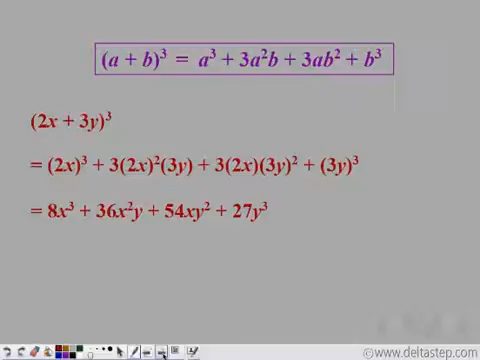 (a + b)³ = a³ + 3a²b + 3ab² + b³
(2x + 3y)³
= (2x)³ + 3(2x)²(3y) + 3(2x)(3y)² + (3y)³
= 8x³ + 36x²y + 54xy² + 27y³
© www.deltastep.com